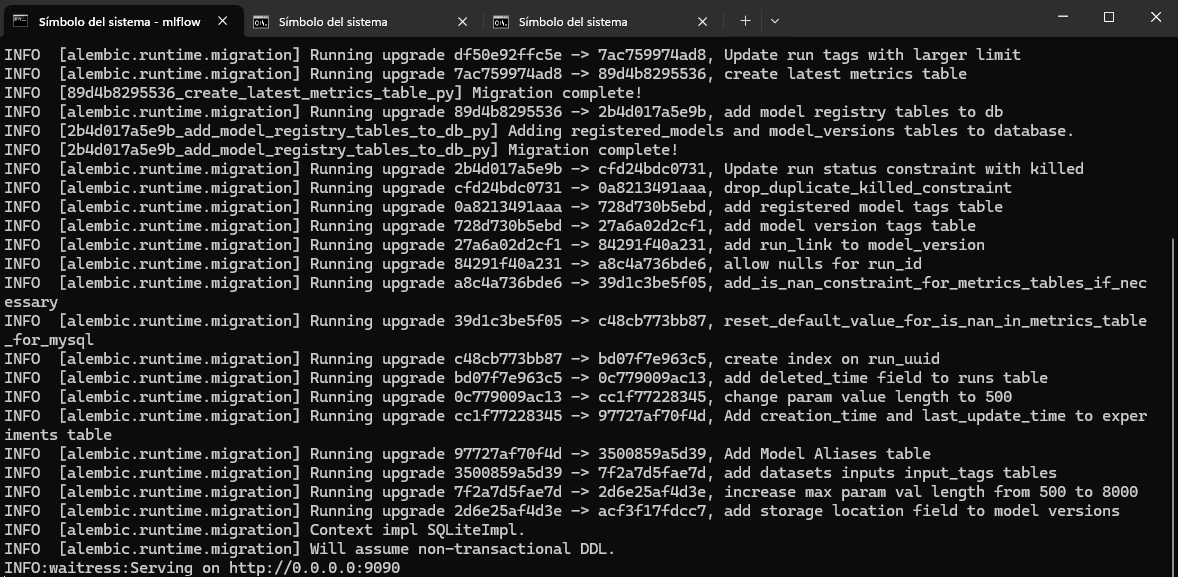 Símbolo del sistema - mlflow
Símbolo del sistema
Símbolo del sistema
INFO  [alembic.runtime.migration] Running upgrade df50e92ffc5e -> 7ac759974ad8, Update run tags with larger limit
INFO  [alembic.runtime.migration] Running upgrade 7ac759974ad8 -> 89d4b8295536, create latest metrics table
INFO  [89d4b8295536_create_latest_metrics_table_py] Migration complete!
INFO  [alembic.runtime.migration] Running upgrade 89d4b8295536 -> 2b4d017a5e9b, add model registry tables to db
INFO  [2b4d017a5e9b_add_model_registry_tables_to_db_py] Adding registered_models and model_versions tables to database.
INFO  [2b4d017a5e9b_add_model_registry_tables_to_db_py] Migration complete!
INFO  [alembic.runtime.migration] Running upgrade 2b4d017a5e9b -> cfd24bdc0731, Update run status constraint with killed
INFO  [alembic.runtime.migration] Running upgrade cfd24bdc0731 -> 0a8213491aaa, drop_duplicate_killed_constraint
INFO  [alembic.runtime.migration] Running upgrade 0a8213491aaa -> 728d730b5ebd, add registered model tags table
INFO  [alembic.runtime.migration] Running upgrade 728d730b5ebd -> 27a6a02d2cf1, add model version tags table
INFO  [alembic.runtime.migration] Running upgrade 27a6a02d2cf1 -> 84291f40a231, add run_link to model_version
INFO  [alembic.runtime.migration] Running upgrade 84291f40a231 -> a8c4a736bde6, allow nulls for run_id
INFO  [alembic.runtime.migration] Running upgrade a8c4a736bde6 -> 39d1c3be5f05, add_is_nan_constraint_for_metrics_tables_if_nec
essary
INFO  [alembic.runtime.migration] Running upgrade 39d1c3be5f05 -> c48cb773bb87, reset_default_value_for_is_nan_in_metrics_table
_for_mysql
INFO  [alembic.runtime.migration] Running upgrade c48cb773bb87 -> bd07f7e963c5, create index on run_uuid
INFO  [alembic.runtime.migration] Running upgrade bd07f7e963c5 -> 0c779009ac13, add deleted_time field to runs table
INFO  [alembic.runtime.migration] Running upgrade 0c779009ac13 -> cc1f77228345, change param value length to 500
INFO  [alembic.runtime.migration] Running upgrade cc1f77228345 -> 97727af70f4d, Add creation_time and last_update_time to exper
iments table
INFO  [alembic.runtime.migration] Running upgrade 97727af70f4d -> 3500859a5d39, Add Model Aliases table
INFO  [alembic.runtime.migration] Running upgrade 3500859a5d39 -> 7f2a7d5fae7d, add datasets inputs input_tags tables
INFO  [alembic.runtime.migration] Running upgrade 7f2a7d5fae7d -> 2d6e25af4d3e, increase max param val length from 500 to 8000
INFO  [alembic.runtime.migration] Running upgrade 2d6e25af4d3e -> acf3f17fdcc7, add storage location field to model versions
INFO  [alembic.runtime.migration] Context impl SQLiteImpl.
INFO  [alembic.runtime.migration] Will assume non-transactional DDL.
INFO:waitress:Serving on http://0.0.0.0:9090